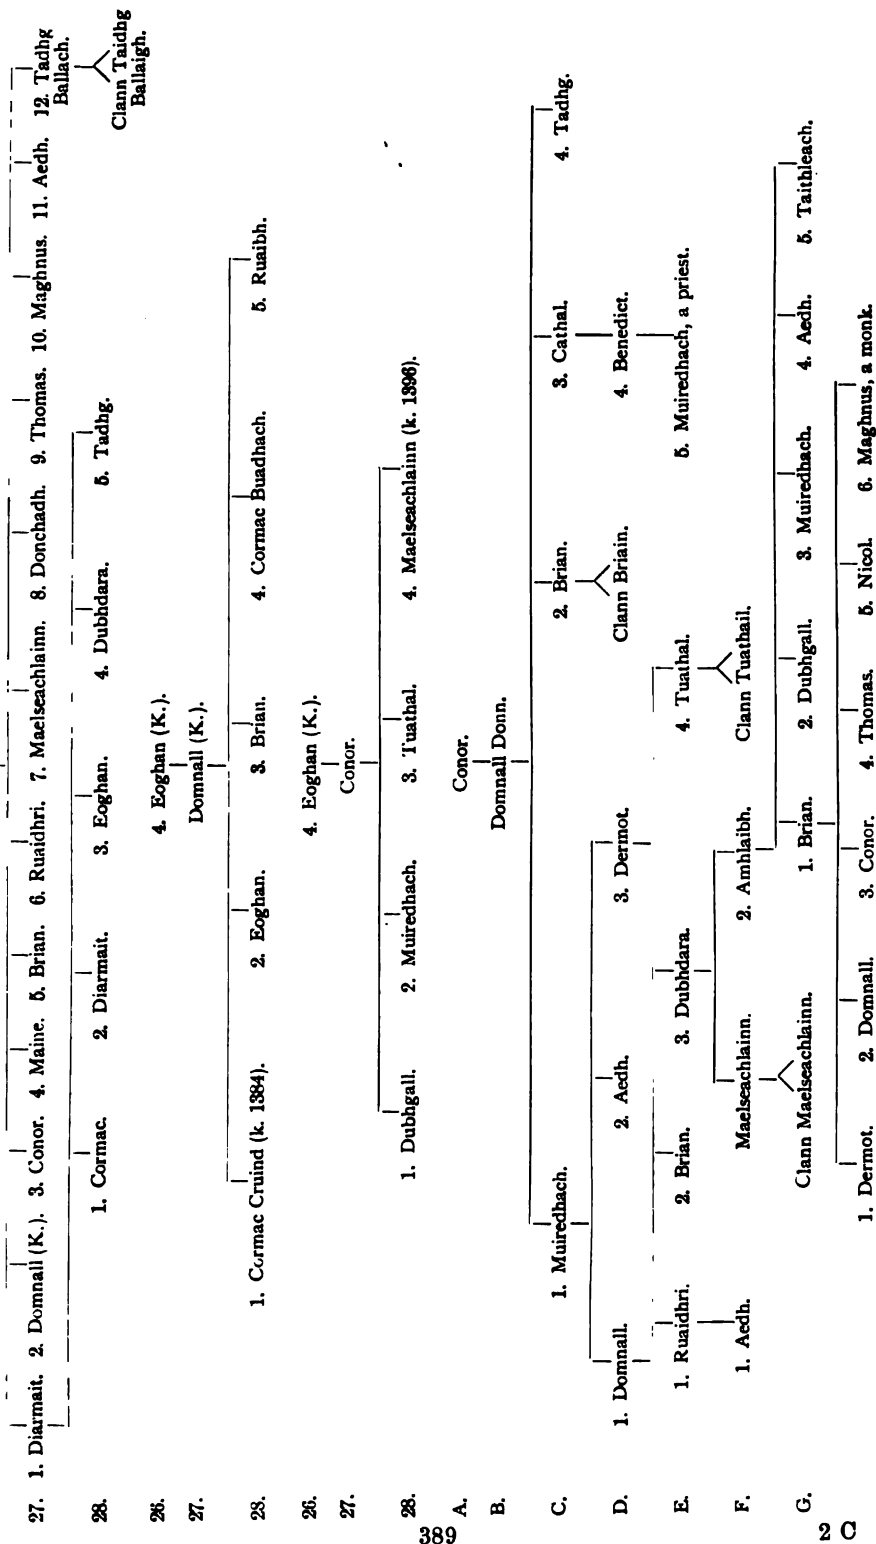 27. 1. Diarmait. 2. Domnall (K.). 3. Conor. 4. Maine. 5. Brian. 6. Ruaidhri. 7. Maelseachlainn. 8. Donchadh. 9. Thomas. 10. Maghnus. 11. Aedh. 12. Tadhg
Ballach.
28. 1. Cormac. 2. Diarmait. 3. Eoghan. 4. Dubhdara. 5. Tadhg. Clann Taidhg
Ballaigh.
26. 4. Eoghan (K.).
27. Domnall (K.).
28. 1. Cormac Cruind (k. 1384). 2. Eoghan. 3. Brian. 4. Cormac Buadhach. 5. Ruaibh.
26. 4. Eoghan (K.).
27. Conor.
28. 1. Dubhgall. 2. Muiredhach. 3. Tuathal. 4. Maelseachlainn (k. 1396).
A. Conor.
B. Domnall Donn.
C. 1. Muiredhach. 2. Brian. 3. Cathal. 4. Tadhg.
D. 1. Domnall. 2. Aedh. 3. Dermot. Clann Briain. 4. Benedict.
E. 1. Ruaidhri. 2. Brian. 3. Dubhdara. 4. Tuathal. 5. Muiredhach, a priest.
F. 1. Aedh. Maelseachlainn. 2. Amhlaibh. Clann Tuathail.
G. Clann Maelseachlainn. 1. Brian. 2. Dubhgall. 3. Muiredhach. 4. Aedh. 5. Taithleach.
1. Dermot. 2. Domnall. 3. Conor. 4. Thomas. 5. Nicol. 6. Maghnus, a monk.
389
2 C